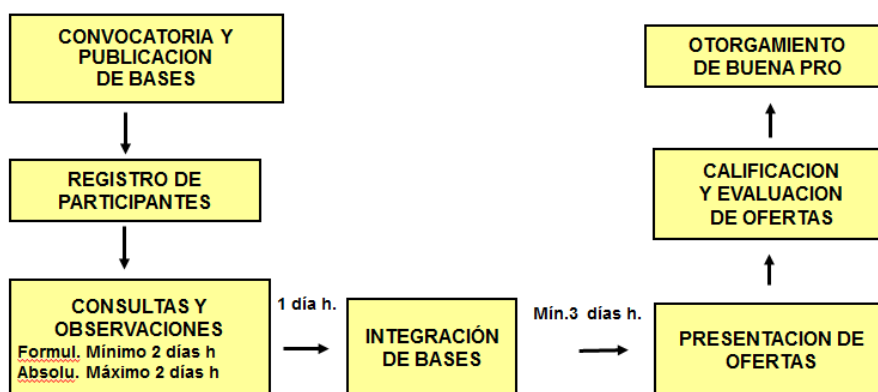 CONVOCATORIA Y
PUBLICACION
DE BASES
REGISTRO DE
PARTICIPANTES
CONSULTAS Y
OBSERVACIONES
Formul. Mínimo 2 días h
Absolu. Máximo 2 días h
1 día h.
INTEGRACIÓN
DE BASES
Mín.3 días h.
PRESENTACION DE
OFERTAS
CALIFICACION
Y EVALUACION
DE OFERTAS
OTORGAMIENTO
DE BUENA PRO